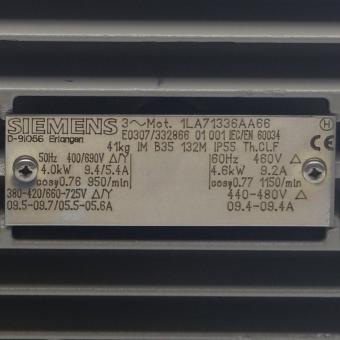 SIEMENS 3~Mot. 1LA71336AA66 H
D-91056 Erlangen E0307/332866 01 001 IEC/EN 60034 CE
41kg IM B35 132M IP55 Th.CL.F
50Hz 400/690V Δ/Y 60Hz 460V Δ
4.0kW 9.4/5.4A 4.6kW 9.2A
cosφ0.76 950/min cosφ0.77 1150/min
380-420/660-725V Δ/Y 440-480V Δ
09.5-09.7/05.5-05.6A 09.4-09.4A